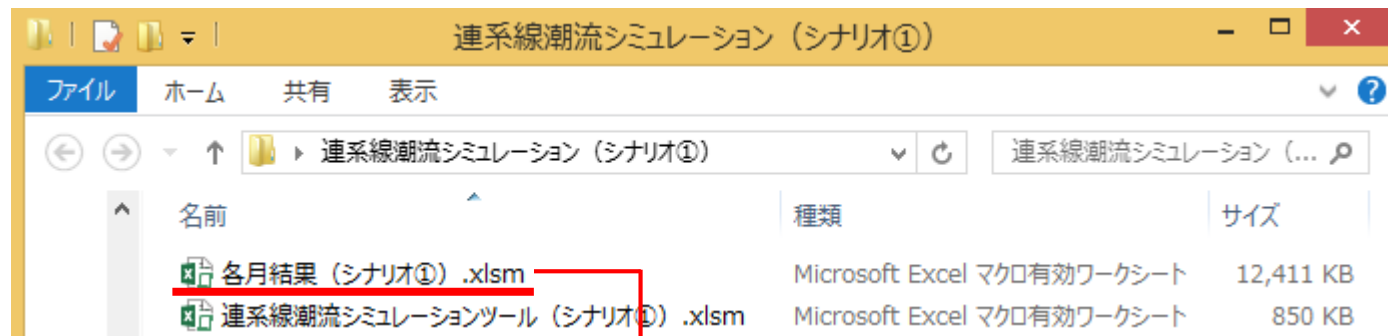 連系線潮流シミュレーション（シナリオ①）
ファイル ホーム 共有 表示
連系線潮流シミュレーション（シナリオ①） 連系線潮流シミュレーション（...
名前 種類 サイズ
各月結果（シナリオ①）.xlsm Microsoft Excel マクロ有効ワークシート 12,411 KB
連系線潮流シミュレーションツール（シナリオ①）.xlsm Microsoft Excel マクロ有効ワークシート 850 KB